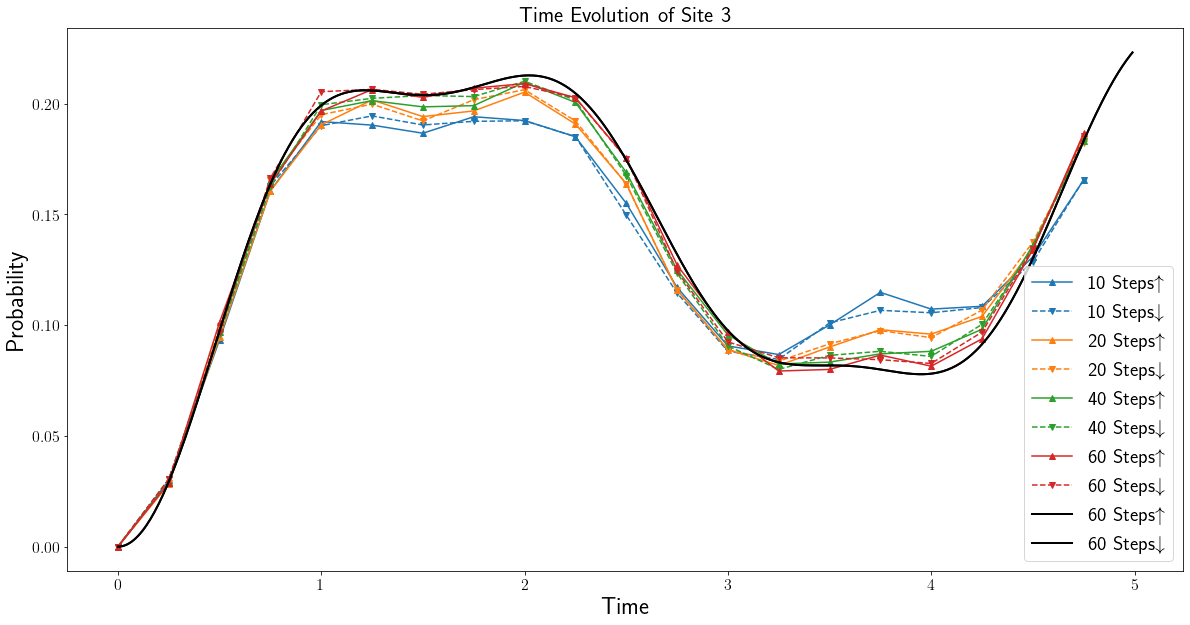 Time Evolution of Site 3
Probability
0.20
0.15
0.10
0.05
0.00
0
1
2
3
4
5
Time
10 Steps↑
10 Steps↓
20 Steps↑
20 Steps↓
40 Steps↑
40 Steps↓
60 Steps↑
60 Steps↓
60 Steps↑
60 Steps↓